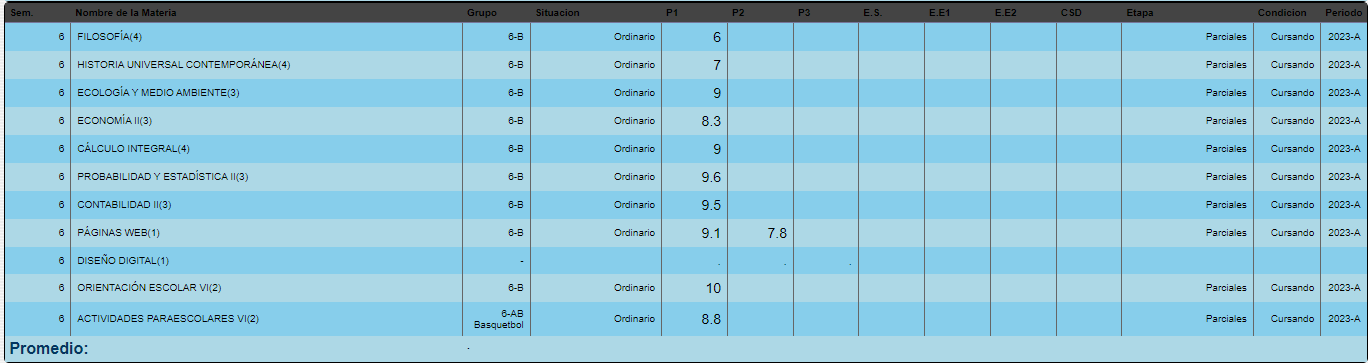 Sem. Nombre de la Materia Grupo Situacion P1 P2 P3 E.S. E.E1 E.E2 CSD Etapa Condicion Periodo
6 FILOSOFÍA(4) 6-B Ordinario 6 Parciales Cursando 2023-A
6 HISTORIA UNIVERSAL CONTEMPORÁNEA(4) 6-B Ordinario 7 Parciales Cursando 2023-A
6 ECOLOGÍA Y MEDIO AMBIENTE(3) 6-B Ordinario 9 Parciales Cursando 2023-A
6 ECONOMÍA II(3) 6-B Ordinario 8.3 Parciales Cursando 2023-A
6 CÁLCULO INTEGRAL(4) 6-B Ordinario 9 Parciales Cursando 2023-A
6 PROBABILIDAD Y ESTADÍSTICA II(3) 6-B Ordinario 9.6 Parciales Cursando 2023-A
6 CONTABILIDAD II(3) 6-B Ordinario 9.5 Parciales Cursando 2023-A
6 PÁGINAS WEB(1) 6-B Ordinario 9.1 7.8 Parciales Cursando 2023-A
6 DISEÑO DIGITAL(1) - . . .
6 ORIENTACIÓN ESCOLAR VI(2) 6-B Ordinario 10 Parciales Cursando 2023-A
6 ACTIVIDADES PARAESCOLARES VI(2) 6-AB Basquetbol Ordinario 8.8 Parciales Cursando 2023-A
Promedio: .